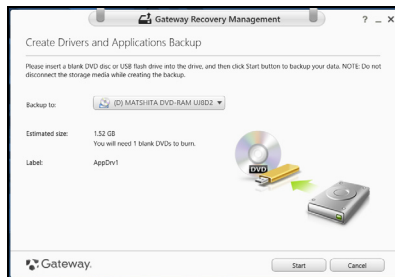 Gateway Recovery Management
? _ X
Create Drivers and Applications Backup
Please insert a blank DVD disc or USB flash drive into the drive, and then click Start button to backup your data. NOTE: Do not
disconnect the storage media while creating the backup.
Backup to: (D) MATSHITA DVD-RAM UJ8D2
Estimated size: 1.52 GB
You will need 1 blank DVDs to burn.
Label: AppDrv1
DVD
Gateway.
Start Cancel